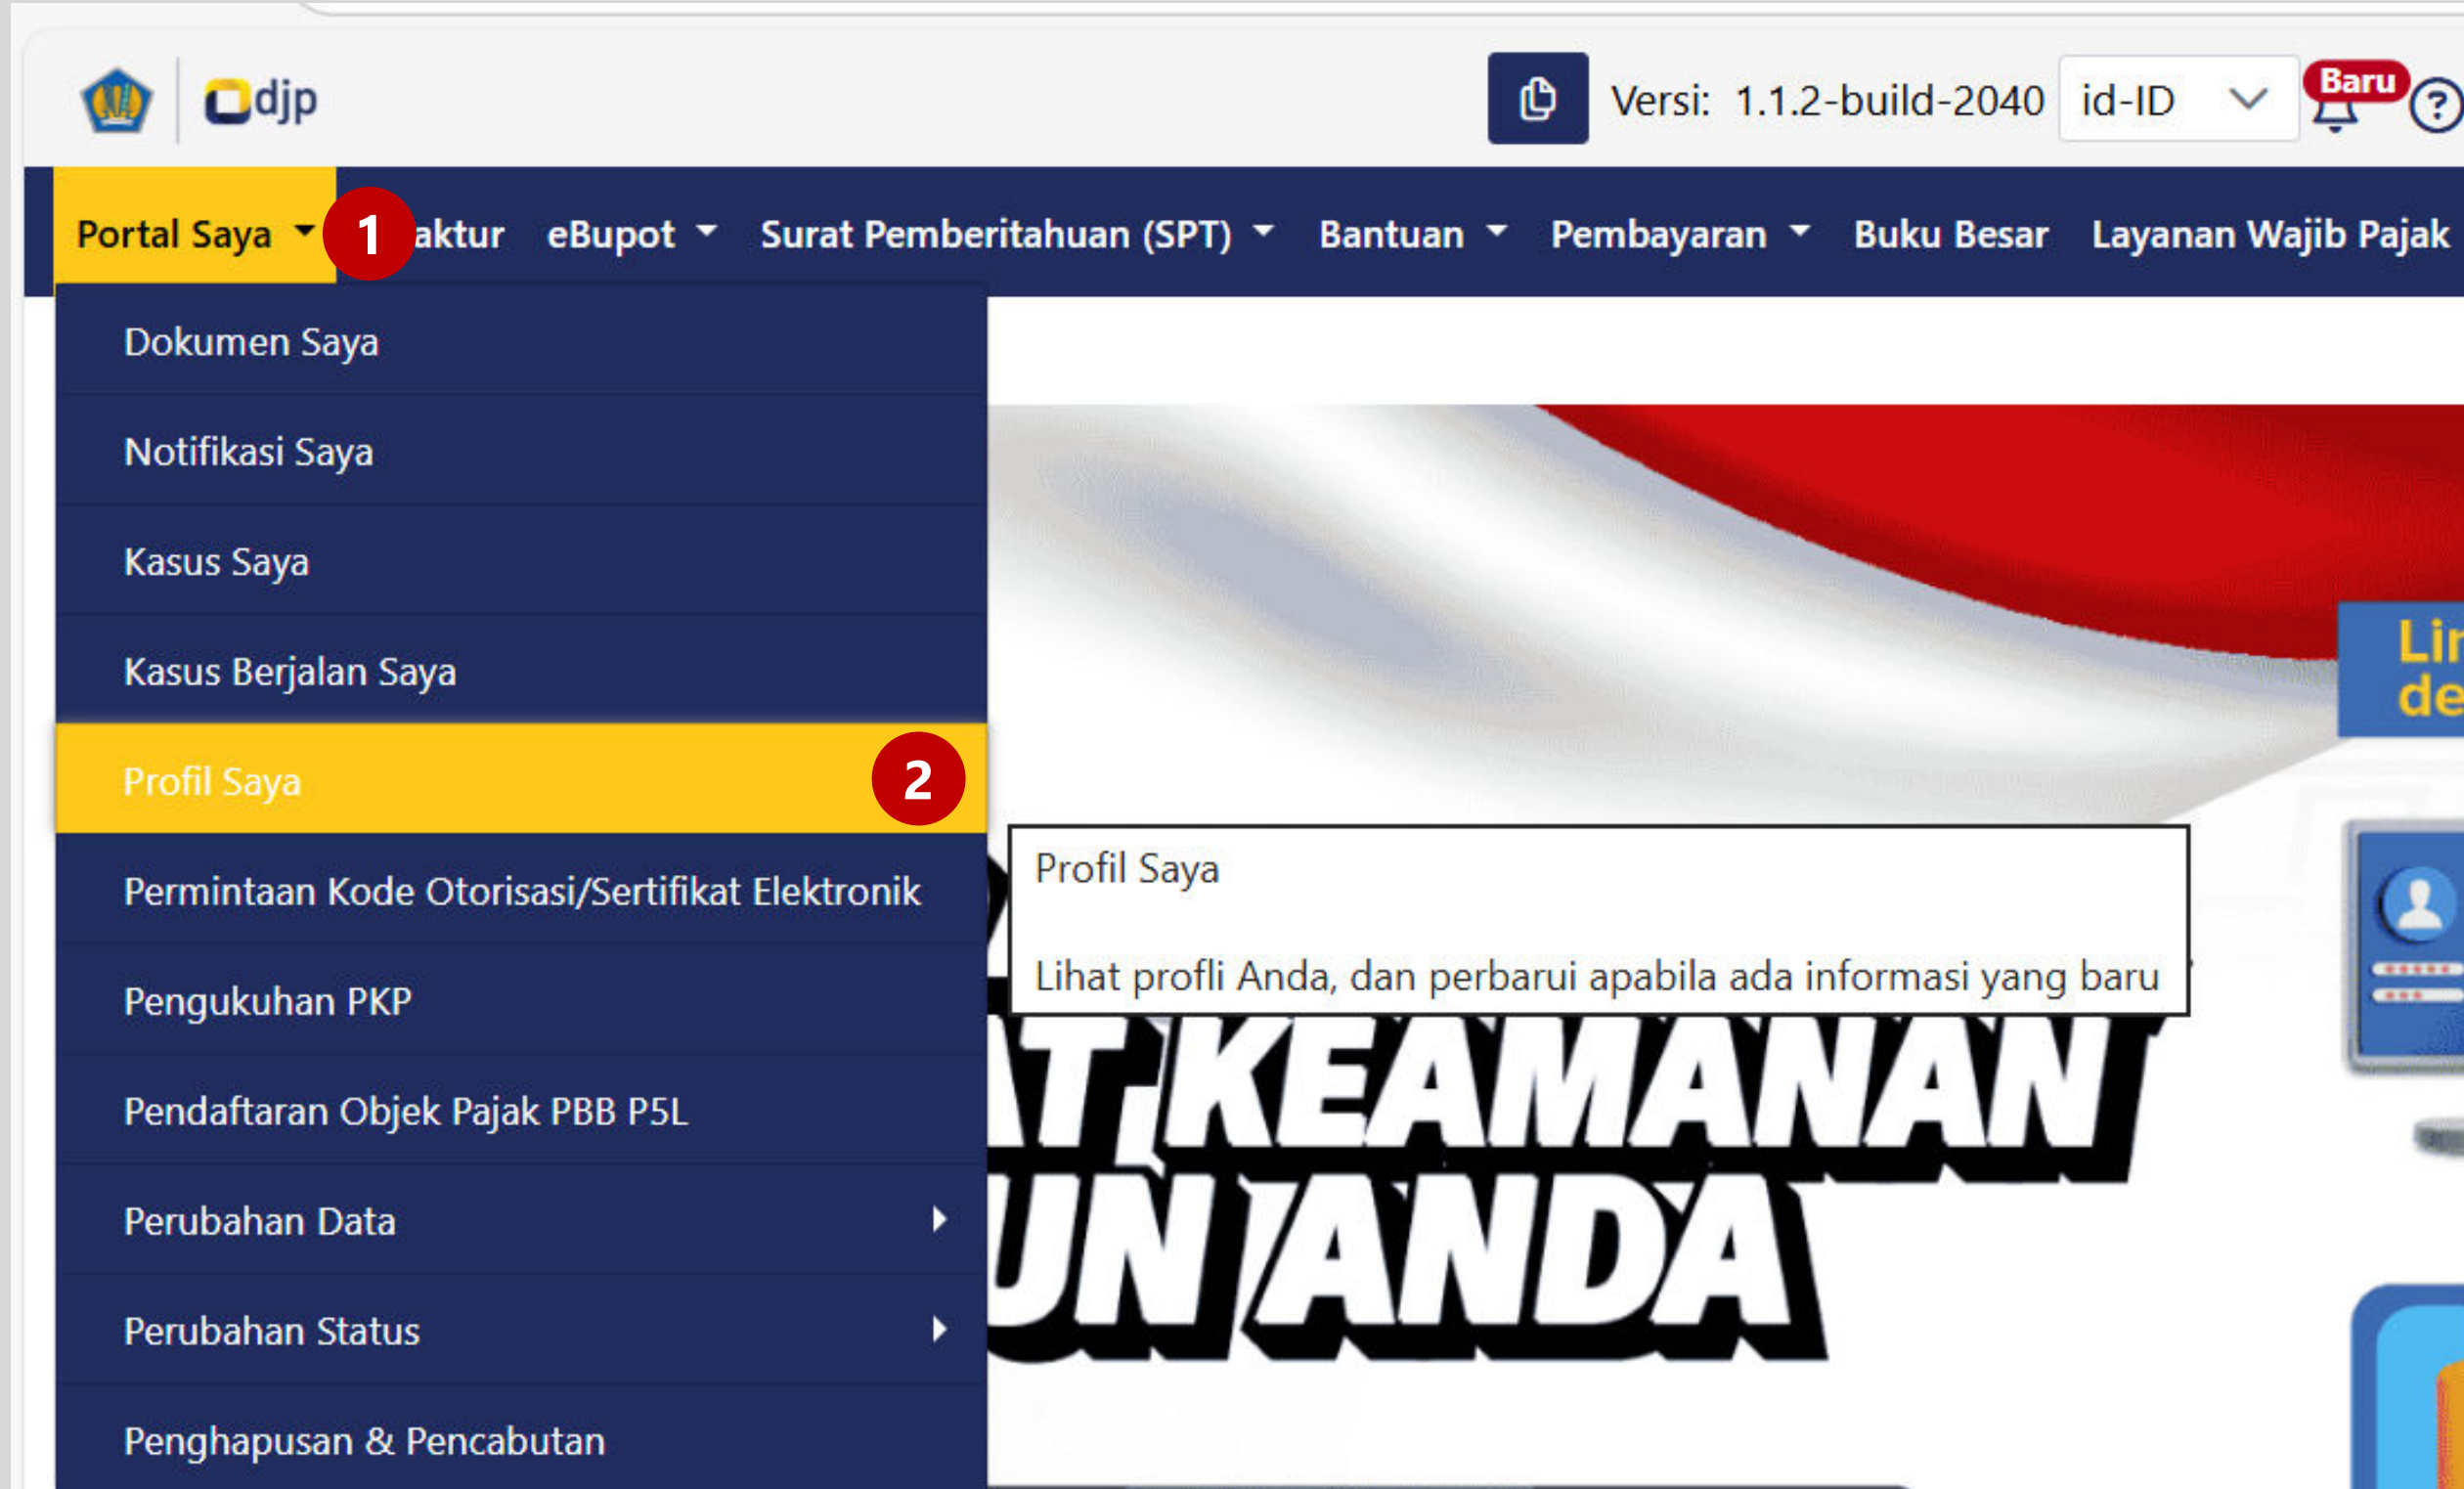 djp
Versi: 1.1.2-build-2040 id-ID Baru ?
Portal Saya 1 aktur eBupot Surat Pemberitahuan (SPT) Bantuan Pembayaran Buku Besar Layanan Wajib Pajak
Dokumen Saya
Notifikasi Saya
Kasus Saya
Kasus Berjalan Saya
Profil Saya 2
Permintaan Kode Otorisasi/Sertifikat Elektronik
Pengukuhan PKP
Pendaftaran Objek Pajak PBB P5L
Perubahan Data
Perubahan Status
Penghapusan & Pencabutan
Profil Saya
Lihat profli Anda, dan perbarui apabila ada informasi yang baru
KEAMANAN
ANDA